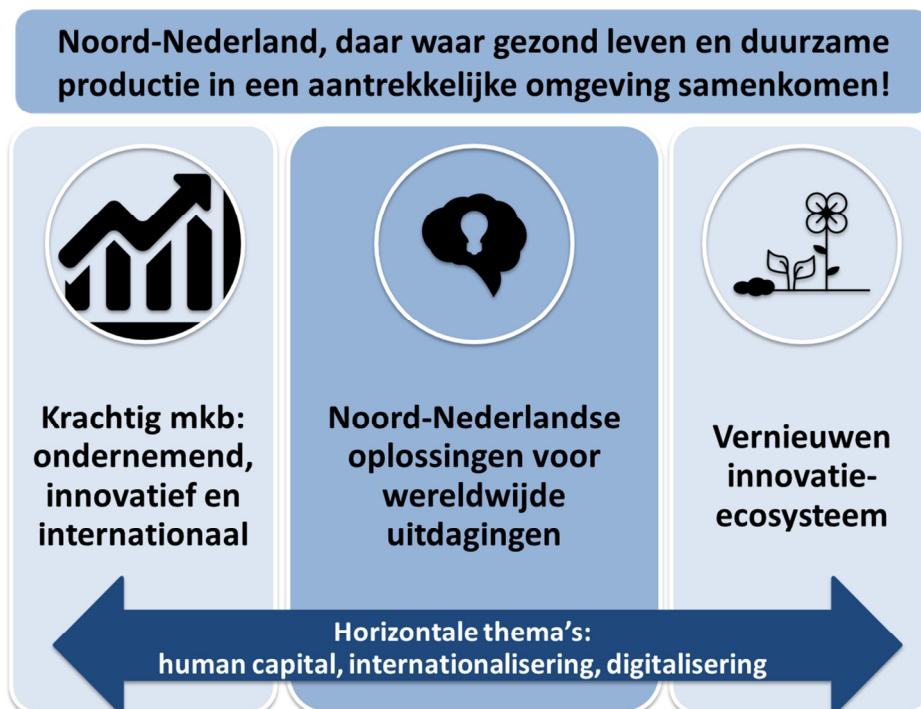 Noord-Nederland, daar waar gezond leven en duurzame
productie in een aantrekkelijke omgeving samenkomen!
Krachtig mkb:
ondernemend,
innovatief en
internationaal
Noord-Nederlandse
oplossingen voor
wereldwijde
uitdagingen
Vernieuwen
innovatie-
ecosysteem
Horizontale thema's:
human capital, internationalisering, digitalisering